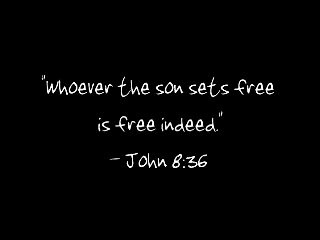 "Whoever the son sets free
is free indeed."
- John 8:36